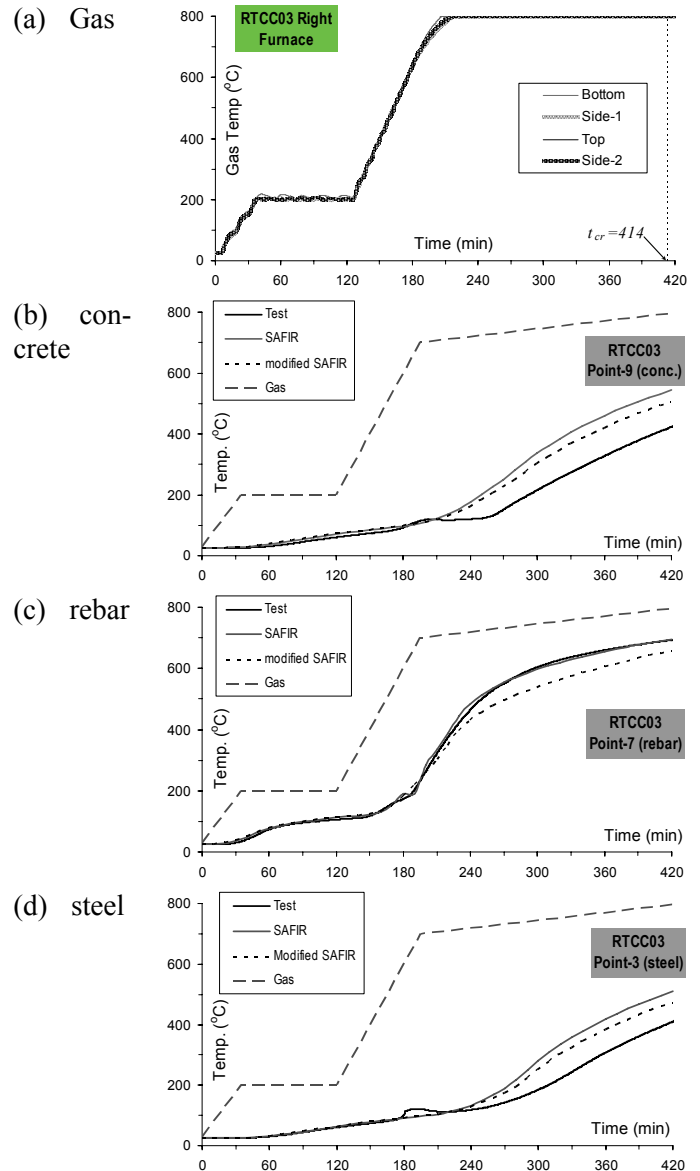 (a) Gas
RTCC03 Right
Furnace
800
600
400
200
0
Gas Temp (°C)
Bottom
Side-1
Top
Side-2
Time (min)
t cr =414
0 60 120 180 240 300 360 420
(b) con-
crete
800
600
400
200
0
Temp. (°C)
Test
SAFIR
modified SAFIR
Gas
RTCC03
Point-9 (conc.)
Time (min)
0 60 120 180 240 300 360 420
(c) rebar
800
600
400
200
0
Temp. (°C)
Test
SAFIR
modified SAFIR
Gas
RTCC03
Point-7 (rebar)
Time (min)
0 60 120 180 240 300 360 420
(d) steel
800
600
400
200
0
Temp. (°C)
Test
SAFIR
Modified SAFIR
Gas
RTCC03
Point-3 (steel)
Time (min)
0 60 120 180 240 300 360 420